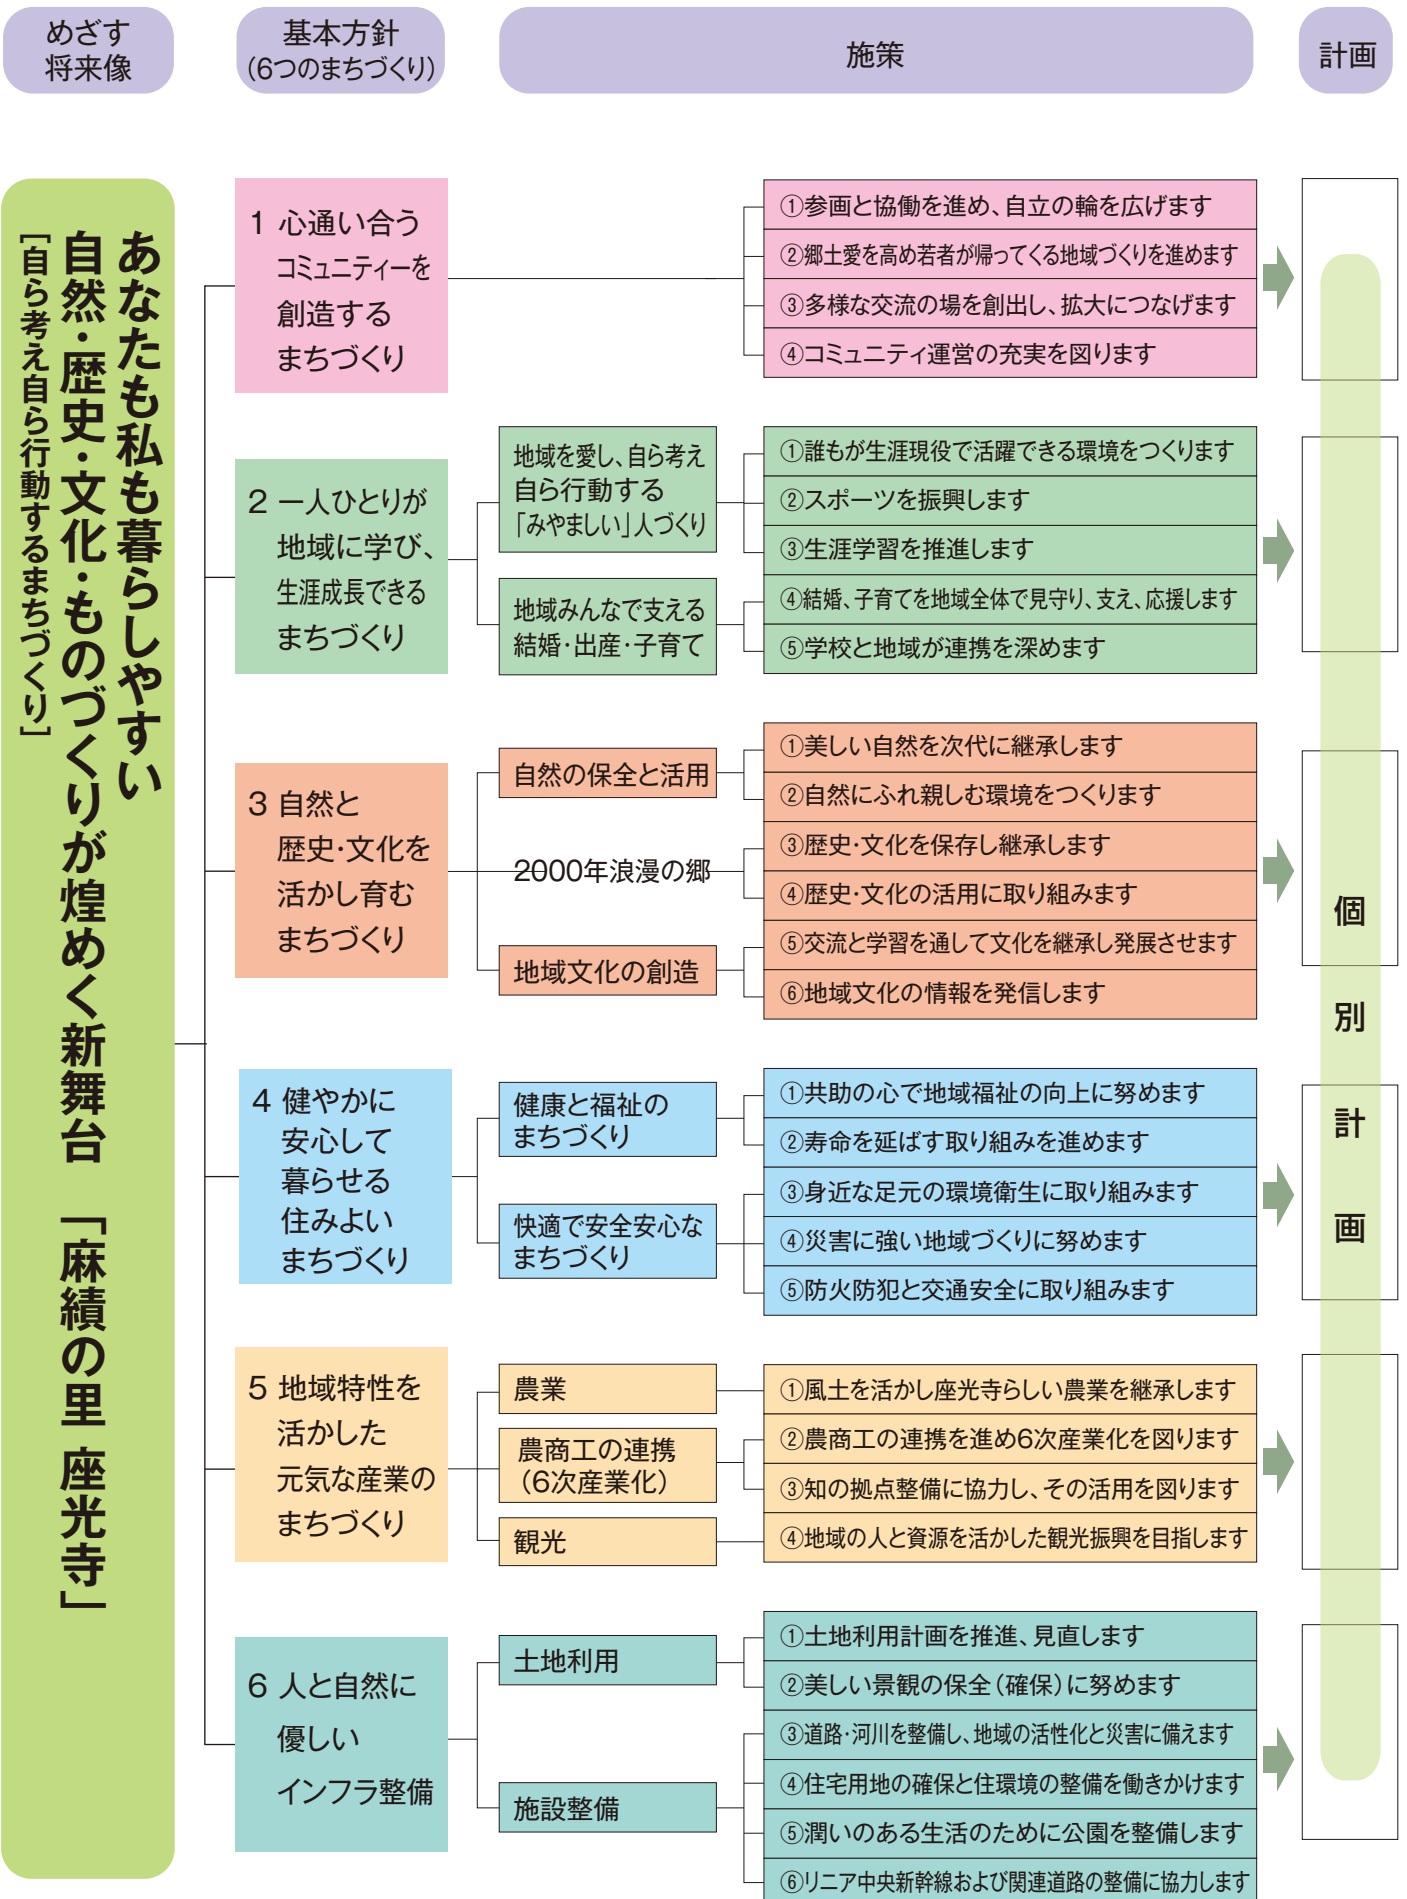 めざす
将来像
基本方針
(6つのまちづくり)
施策
計画
あなたも私も暮らしやすい
自然・歴史・文化・ものづくりが煌めく新舞台 「麻績の里 座光寺」
[自ら考え自ら行動するまちづくり]
1 心通い合う
コミュニティーを
創造する
まちづくり
①参画と協働を進め、自立の輪を広げます
②郷土愛を高め若者が帰ってくる地域づくりを進めます
③多様な交流の場を創出し、拡大につなげます
④コミュニティ運営の充実を図ります
2 一人ひとりが
地域に学び、
生涯成長できる
まちづくり
地域を愛し、自ら考え
自ら行動する
「みやましい」人づくり
①誰もが生涯現役で活躍できる環境をつくります
②スポーツを振興します
③生涯学習を推進します
地域みんなで支える
結婚・出産・子育て
④結婚、子育てを地域全体で見守り、支え、応援します
⑤学校と地域が連携を深めます
3 自然と
歴史・文化を
活かし育む
まちづくり
自然の保全と活用
①美しい自然を次代に継承します
②自然にふれ親しむ環境をつくります
2000年浪漫の郷
③歴史・文化を保存し継承します
④歴史・文化の活用に取り組みます
地域文化の創造
⑤交流と学習を通して文化を継承し発展させます
⑥地域文化の情報を発信します
4 健やかに
安心して
暮らせる
住みよい
まちづくり
健康と福祉の
まちづくり
①共助の心で地域福祉の向上に努めます
②寿命を延ばす取り組みを進めます
快適で安全安心な
まちづくり
③身近な足元の環境衛生に取り組みます
④災害に強い地域づくりに努めます
⑤防火防犯と交通安全に取り組みます
5 地域特性を
活かした
元気な産業の
まちづくり
農業
①風土を活かし座光寺らしい農業を継承します
農商工の連携
(6次産業化)
②農商工の連携を進め6次産業化を図ります
③知の拠点整備に協力し、その活用を図ります
観光
④地域の人と資源を活かした観光振興を目指します
6 人と自然に
優しい
インフラ整備
土地利用
①土地利用計画を推進、見直します
②美しい景観の保全(確保)に努めます
施設整備
③道路・河川を整備し、地域の活性化と災害に備えます
④住宅用地の確保と住環境の整備を働きかけます
⑤潤いのある生活のために公園を整備します
⑥リニア中央新幹線および関連道路の整備に協力します
個別計画